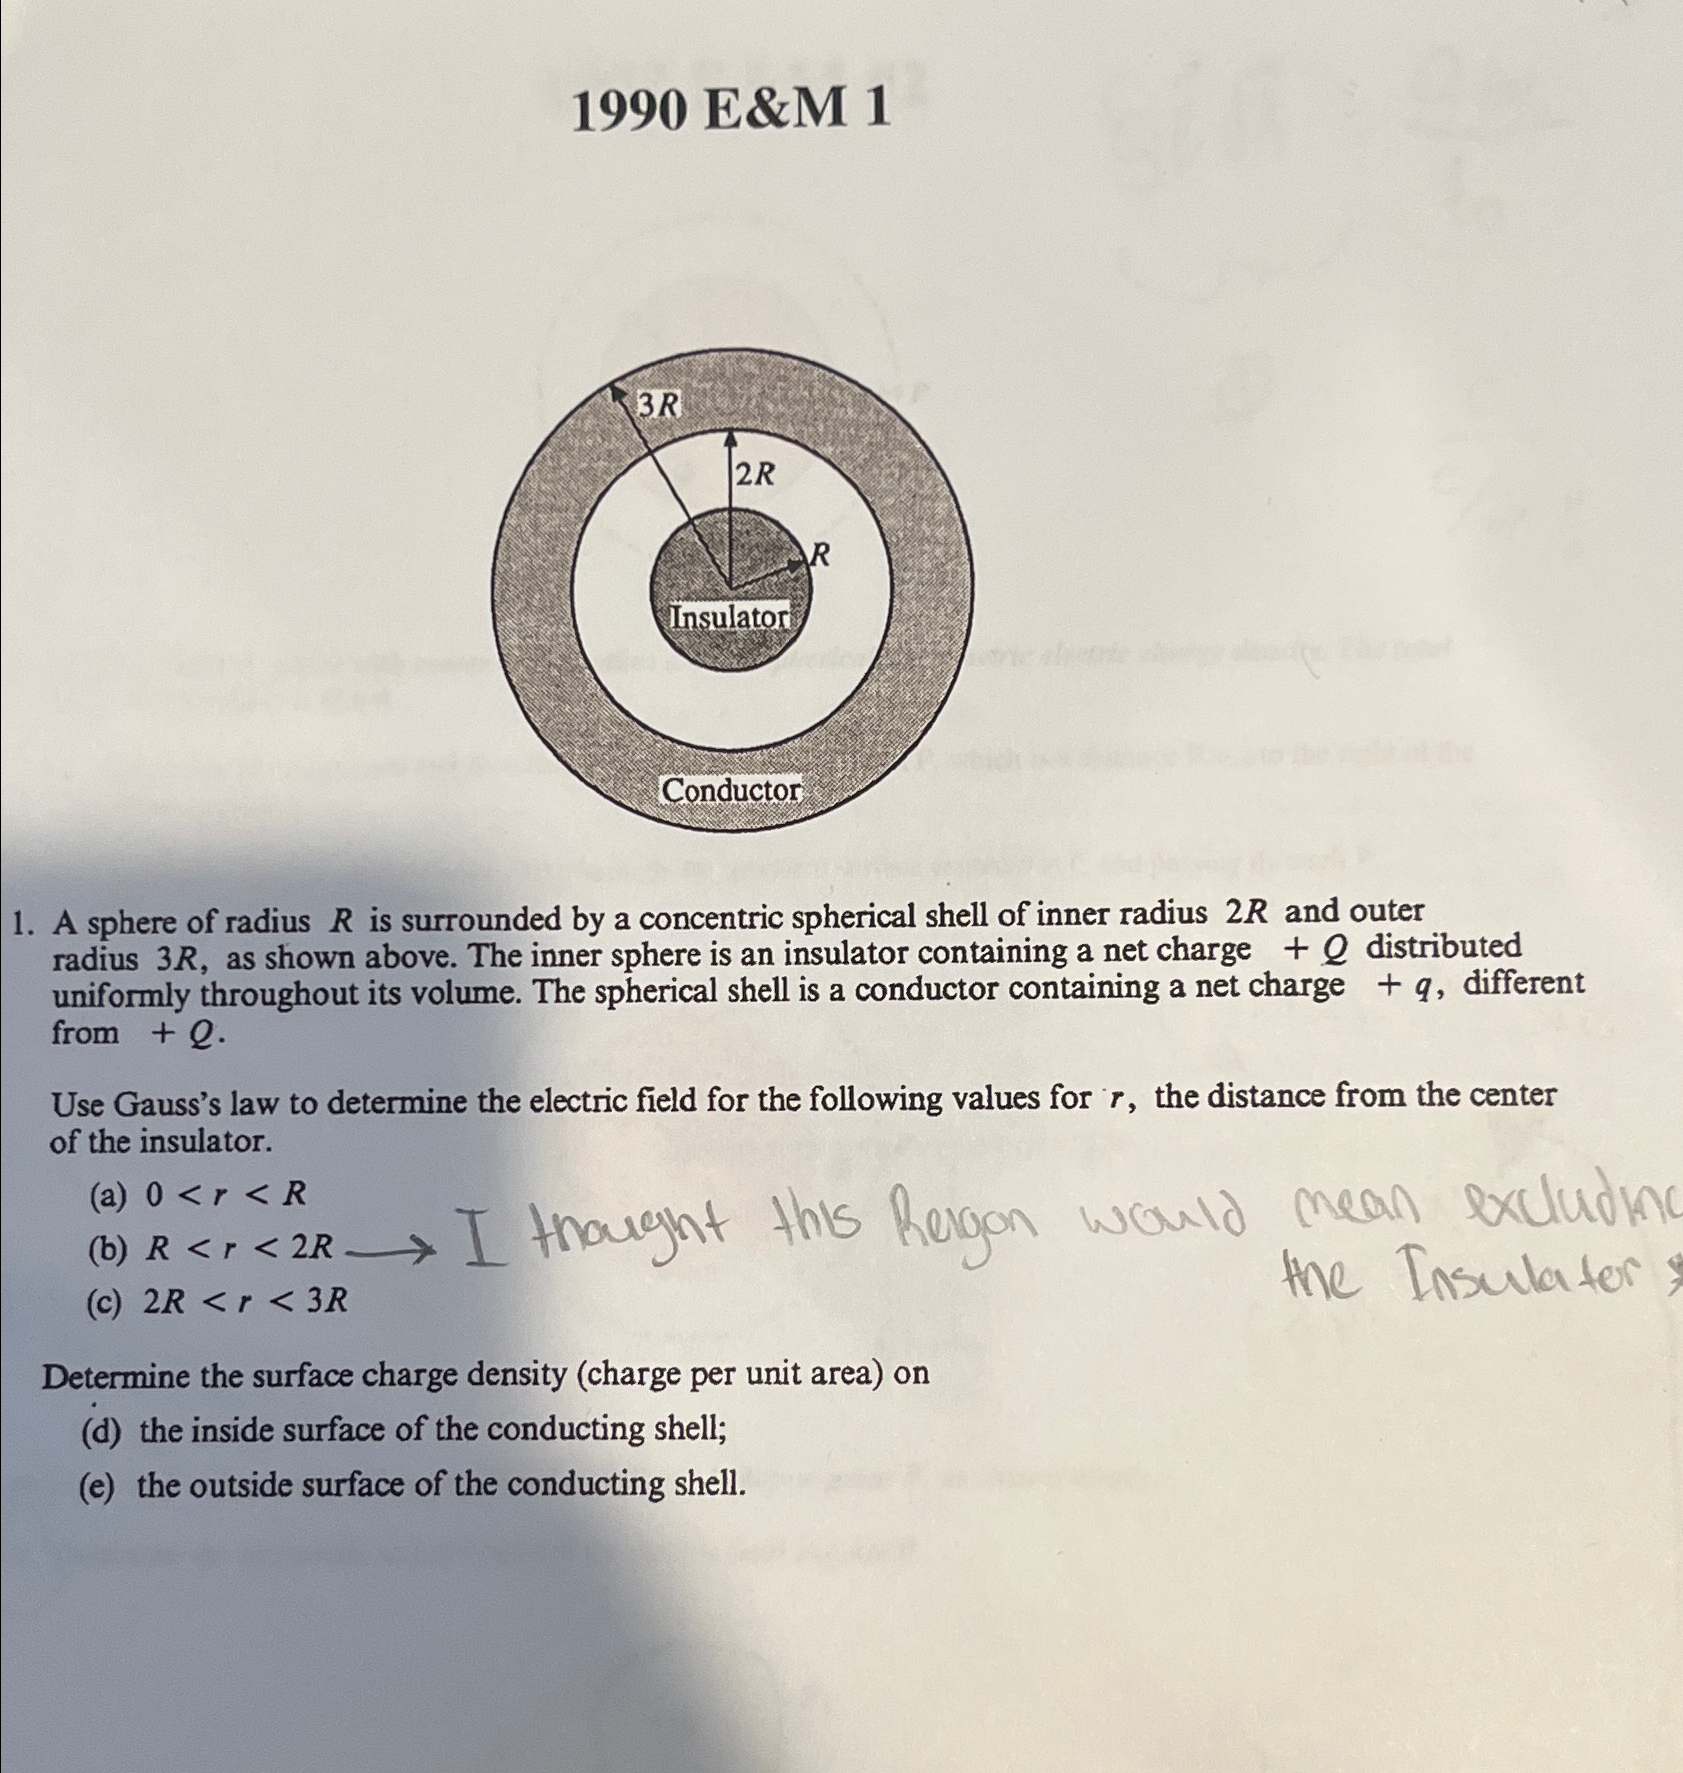 1990 E&M 1
3R
2R
R
Insulator
Conductor
1. A sphere of radius R is surrounded by a concentric spherical shell of inner radius 2R and outer
radius 3R, as shown above. The inner sphere is an insulator containing a net charge + Q distributed
uniformly throughout its volume. The spherical shell is a conductor containing a net charge + q, different
from + Q.
Use Gauss's law to determine the electric field for the following values for r, the distance from the center
of the insulator.
(a) 0 < r < R
(b) R < r < 2R → I thought this Reigon would mean excluding
the Insulater
(c) 2R < r < 3R
Determine the surface charge density (charge per unit area) on
(d) the inside surface of the conducting shell;
(e) the outside surface of the conducting shell.